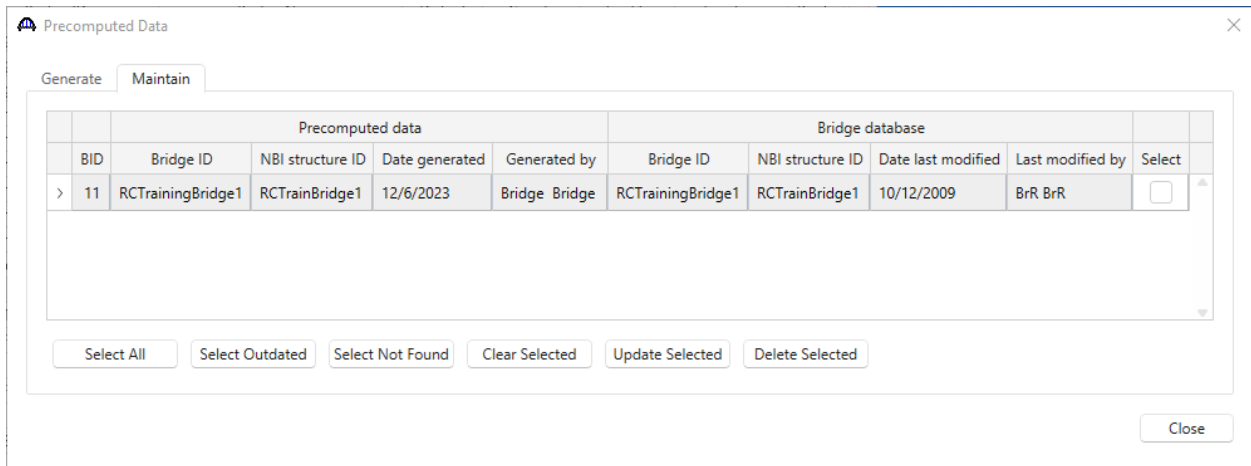 Precomputed Data
Generate Maintain
Precomputed data Bridge database
BID Bridge ID NBI structure ID Date generated Generated by Bridge ID NBI structure ID Date last modified Last modified by Select
11 RCTrainingBridge1 RCTrainBridge1 12/6/2023 Bridge Bridge RCTrainingBridge1 RCTrainBridge1 10/12/2009 BrR BrR
Select All Select Outdated Select Not Found Clear Selected Update Selected Delete Selected
Close